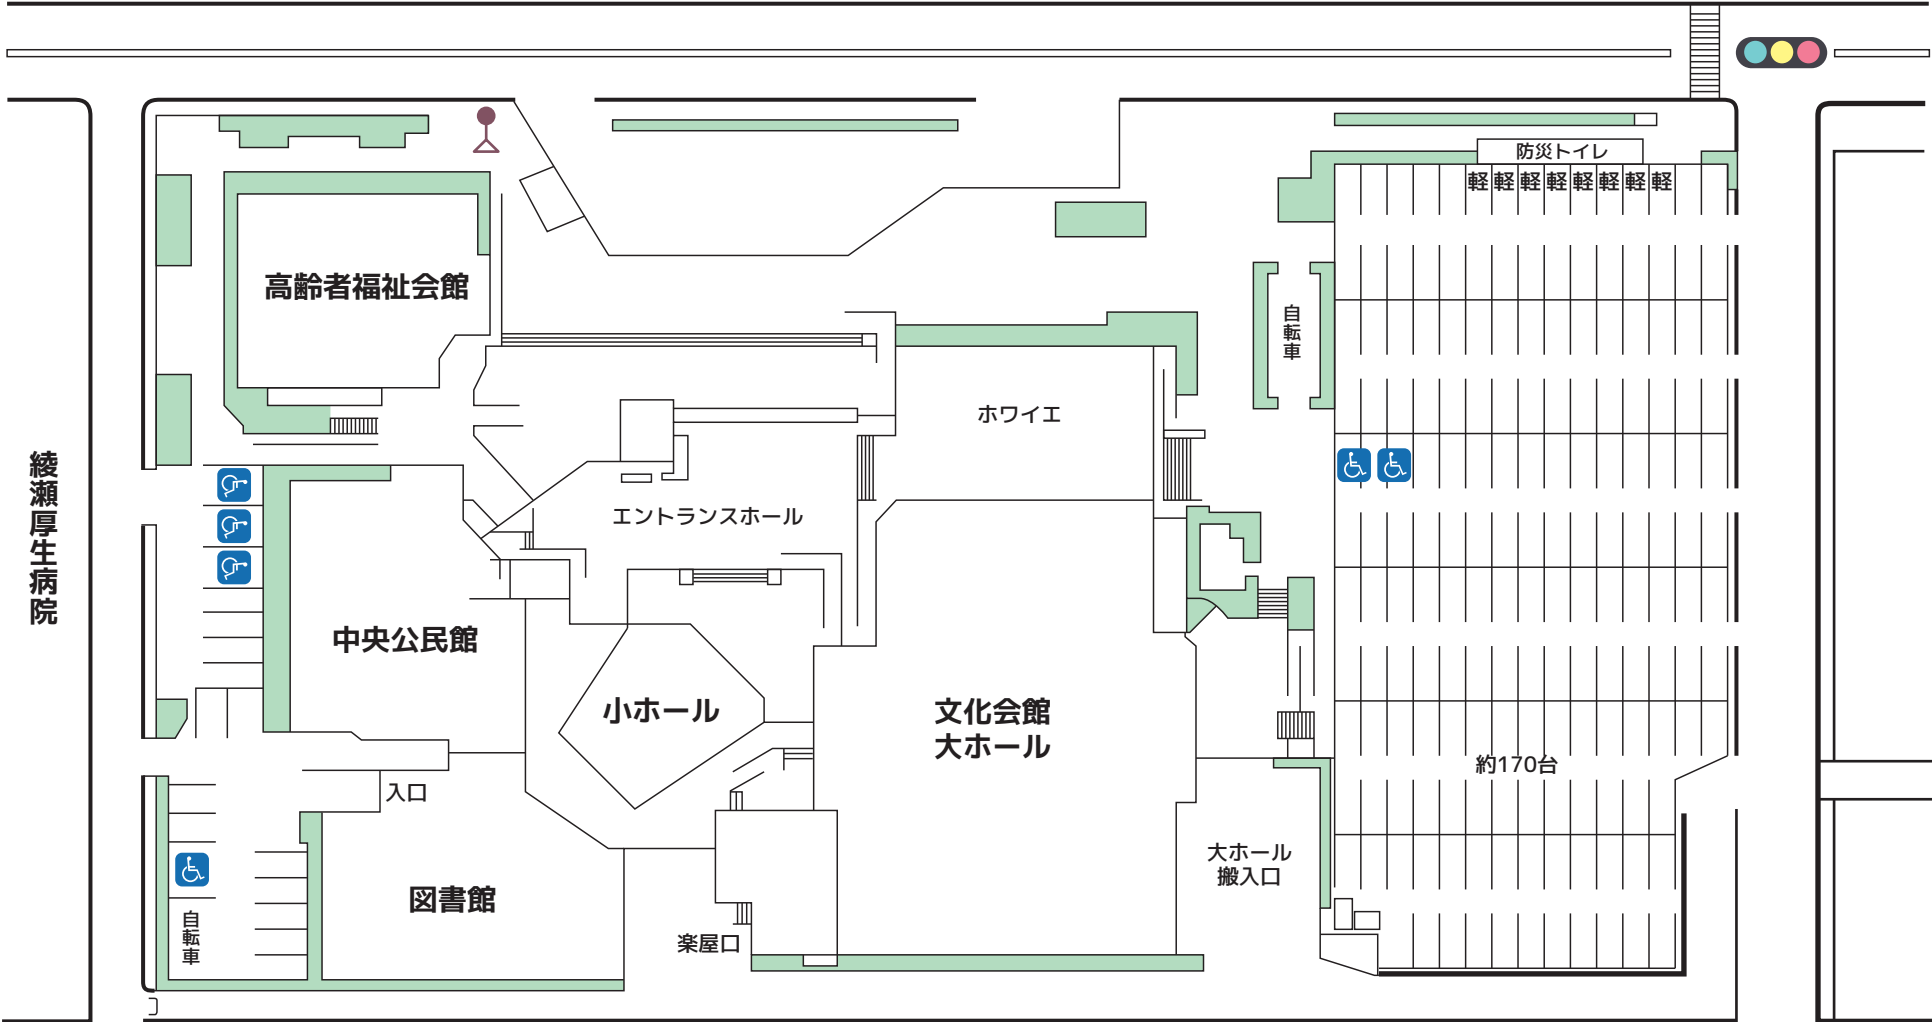 防災トイレ
軽 軽 軽 軽 軽 軽 軽 軽
高齢者福祉会館
自転車
ホワイエ
綾瀬厚生病院
エントランスホール
中央公民館
小ホール
文化会館
大ホール
約170台
入口
大ホール
搬入口
図書館
自転車
楽屋口